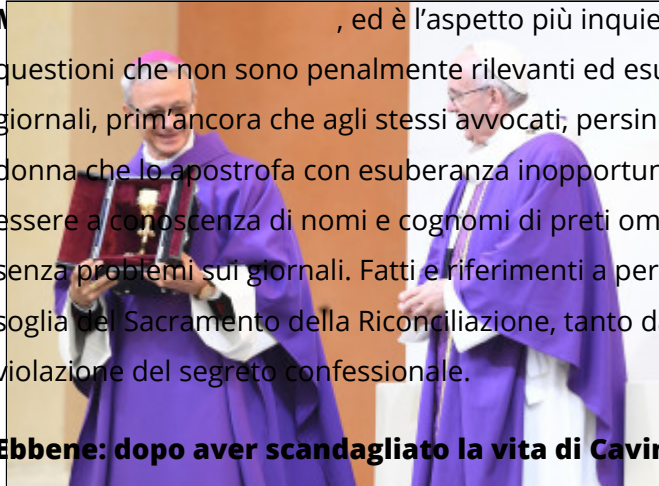 , ed è l'aspetto più inquie
questioni che non sono penalmente rilevanti ed esu
giornali, prim'ancora che agli stessi avvocati; persin
donna che lo apostrofa con esuberanza inopportun
essere a conoscenza di nomi e cognomi di preti om
senza problemi sui giornali. Fatti e riferimenti a per
soglia del Sacramento della Riconciliazione, tanto d
violazione del segreto confessionale.
Ebbene: dopo aver scandagliato la vita di Cavin